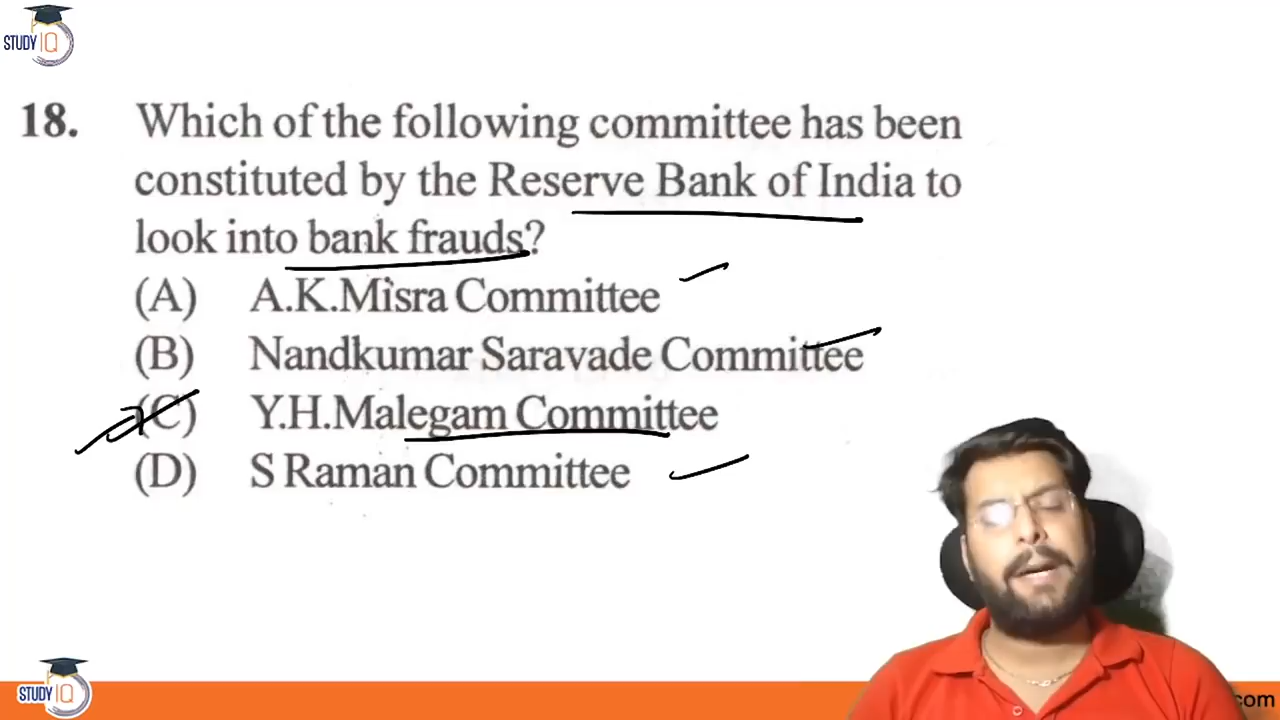 STUDY IQ
18. Which of the following committee has been
constituted by the Reserve Bank of India to
look into bank frauds?
(A) A.K.Misra Committee
(B) Nandkumar Saravade Committee
(C) Y.H.Malegam Committee
(D) S Raman Committee
STUDY IQ
com